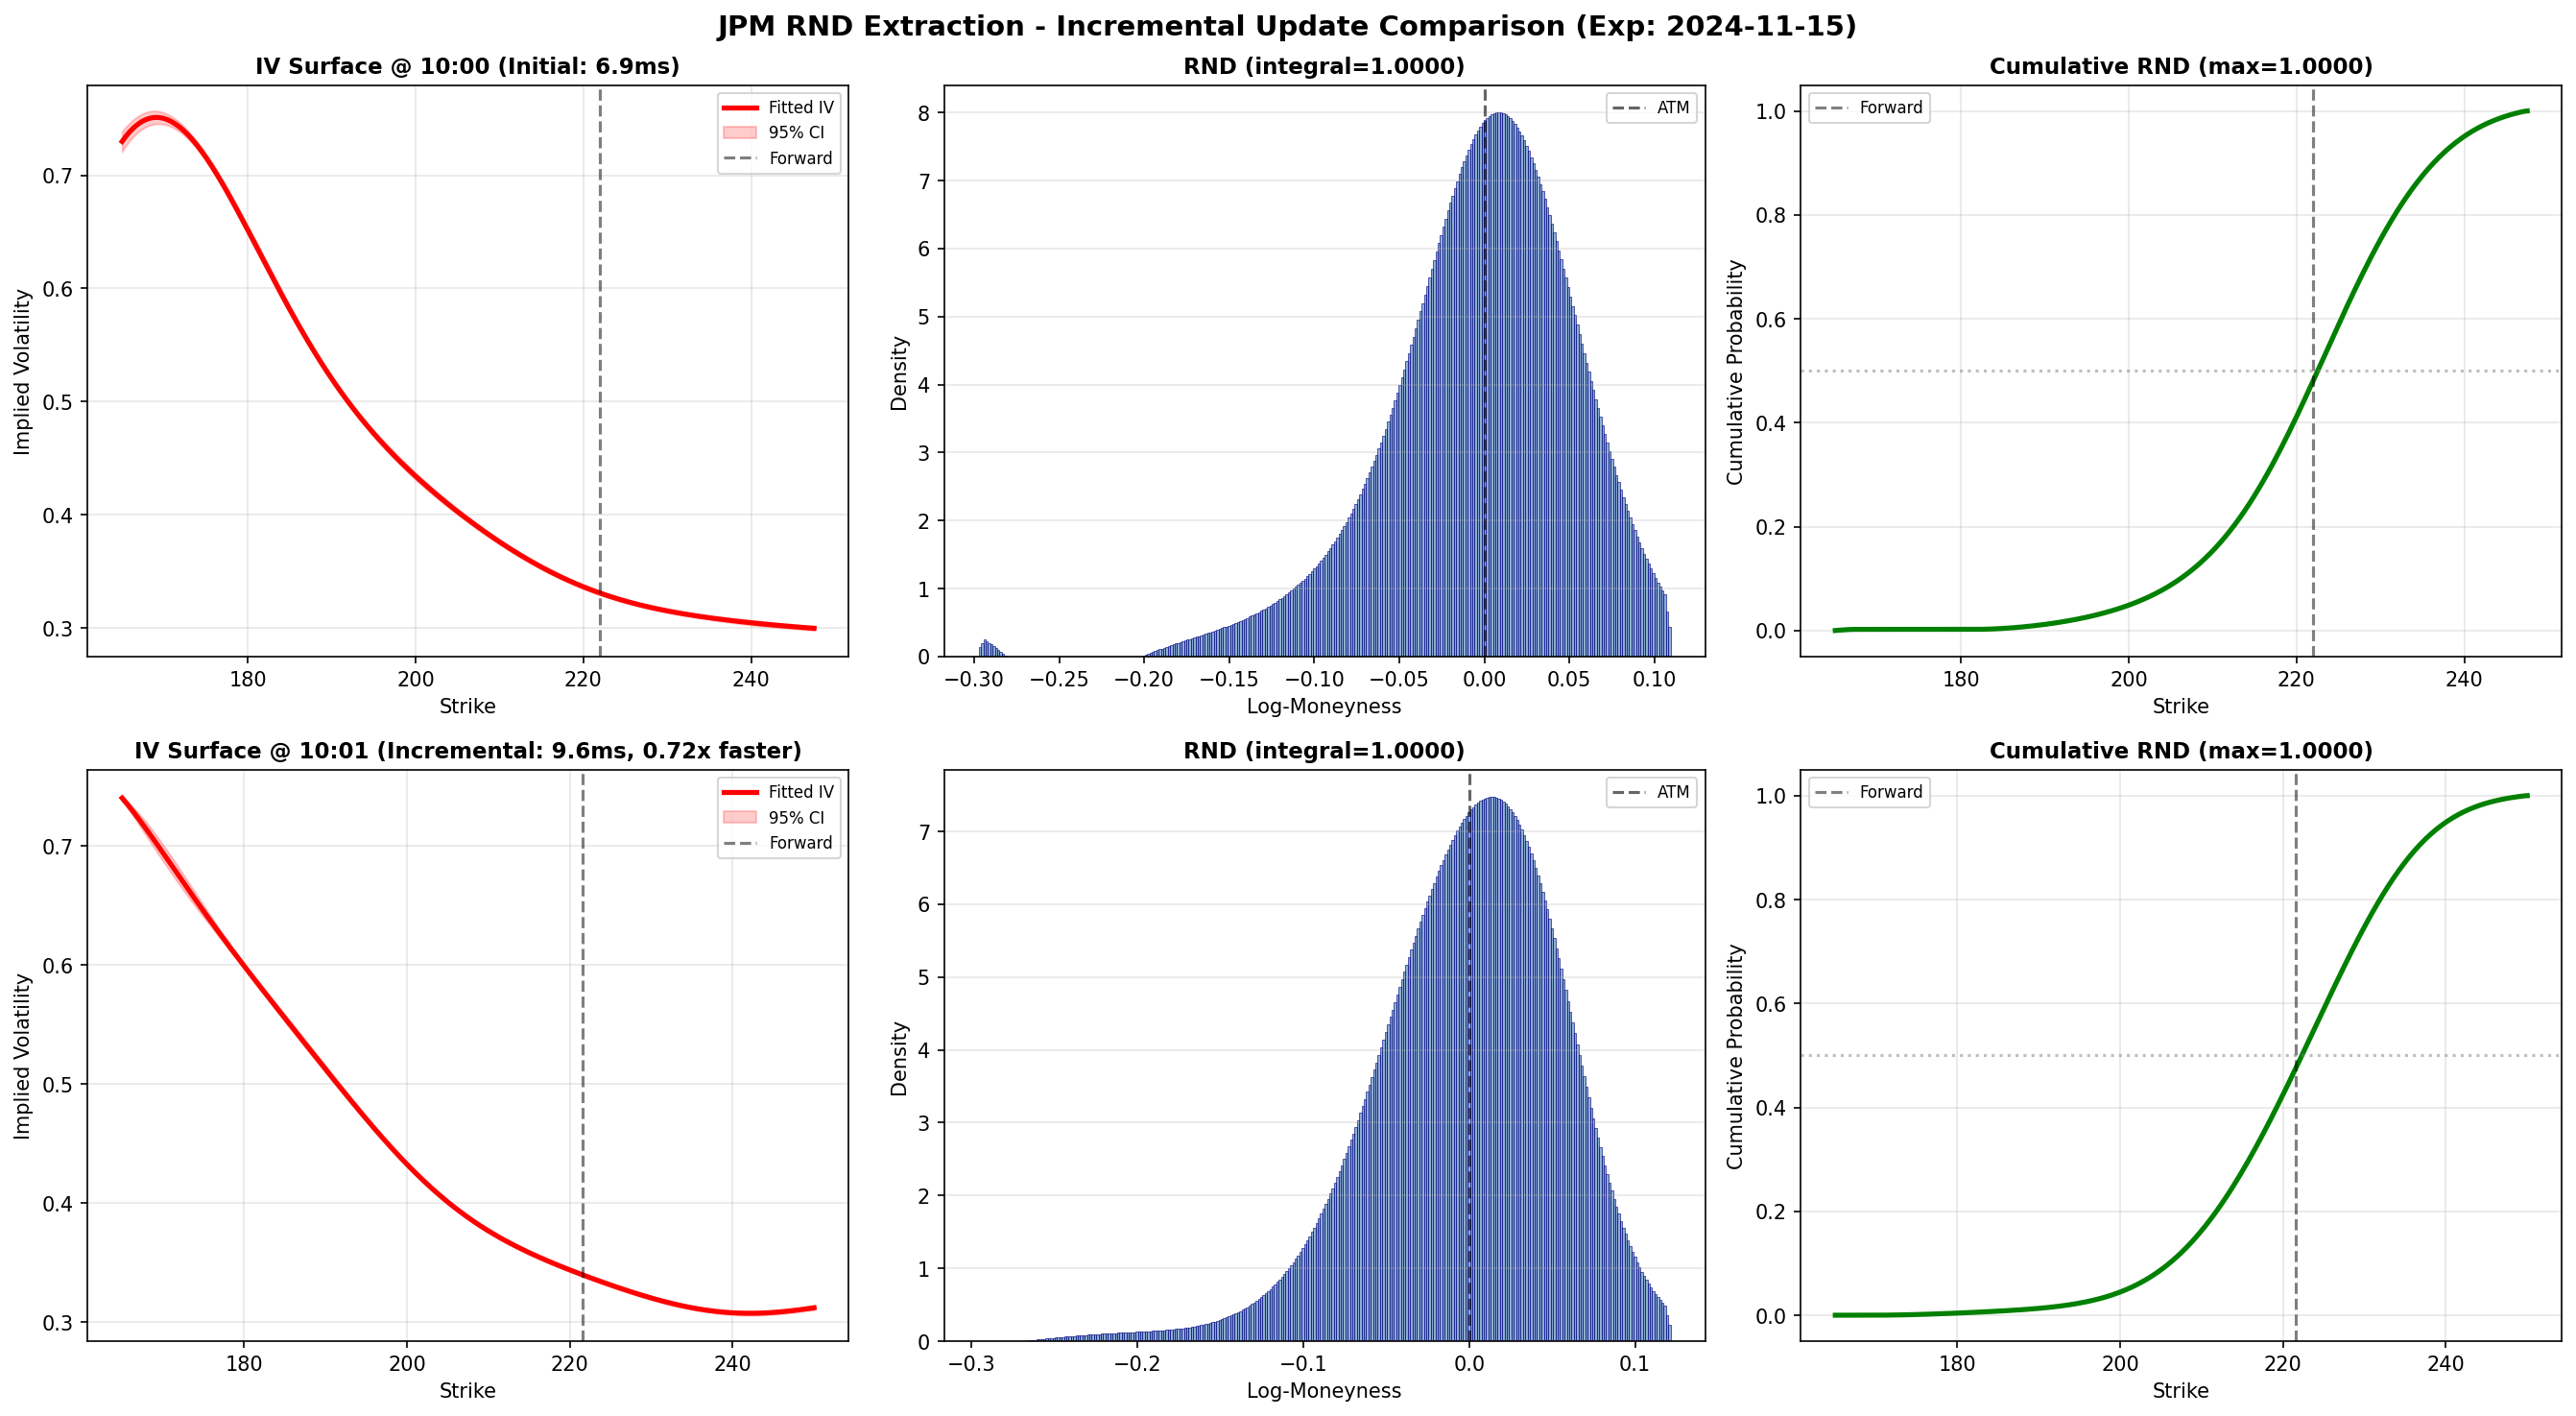 JPM RND Extraction - Incremental Update Comparison (Exp: 2024-11-15)
IV Surface @ 10:00 (Initial: 6.9ms)
Implied Volatility
0.7
0.6
0.5
0.4
0.3
180
200
220
240
Strike
Fitted IV
95% CI
Forward
RND (integral=1.0000)
Density
8
7
6
5
4
3
2
1
0
−0.30
−0.25
−0.20
−0.15
−0.10
−0.05
0.00
0.05
0.10
Log-Moneyness
ATM
Cumulative RND (max=1.0000)
Cumulative Probability
1.0
0.8
0.6
0.4
0.2
0.0
180
200
220
240
Strike
Forward
IV Surface @ 10:01 (Incremental: 9.6ms, 0.72x faster)
Implied Volatility
0.7
0.6
0.5
0.4
0.3
180
200
220
240
Strike
Fitted IV
95% CI
Forward
RND (integral=1.0000)
Density
7
6
5
4
3
2
1
0
−0.3
−0.2
−0.1
0.0
0.1
Log-Moneyness
ATM
Cumulative RND (max=1.0000)
Cumulative Probability
1.0
0.8
0.6
0.4
0.2
0.0
180
200
220
240
Strike
Forward